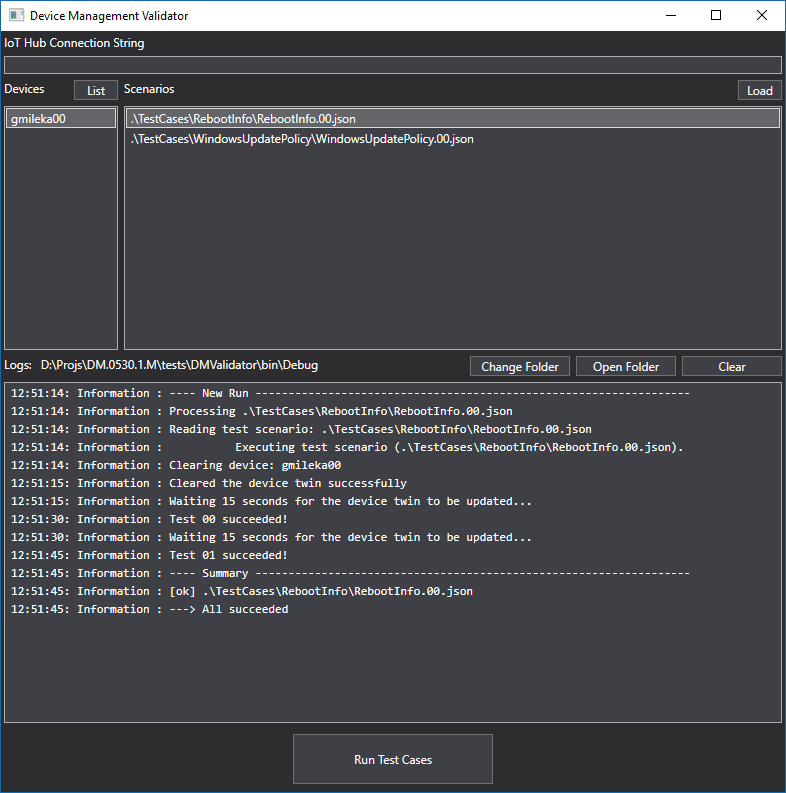 Device Management Validator
IoT Hub Connection String
Devices List Scenarios Load
gmileka00
.\TestCases\RebootInfo\RebootInfo.00.json
.\TestCases\WindowsUpdatePolicy\WindowsUpdatePolicy.00.json
Logs: D:\Projs\DM.0530.1.M\tests\DMValidator\bin\Debug Change Folder Open Folder Clear
12:51:14: Information : ---- New Run ------------------------------------------------------------------
12:51:14: Information : Processing .\TestCases\RebootInfo\RebootInfo.00.json
12:51:14: Information : Reading test scenario: .\TestCases\RebootInfo\RebootInfo.00.json
12:51:14: Information :           Executing test scenario (.\TestCases\RebootInfo\RebootInfo.00.json).
12:51:14: Information : Clearing device: gmileka00
12:51:15: Information : Cleared the device twin successfully
12:51:15: Information : Waiting 15 seconds for the device twin to be updated...
12:51:30: Information : Test 00 succeeded!
12:51:30: Information : Waiting 15 seconds for the device twin to be updated...
12:51:45: Information : Test 01 succeeded!
12:51:45: Information : ---- Summary ------------------------------------------------------------------
12:51:45: Information : [ok] .\TestCases\RebootInfo\RebootInfo.00.json
12:51:45: Information : ---> All succeeded
Run Test Cases